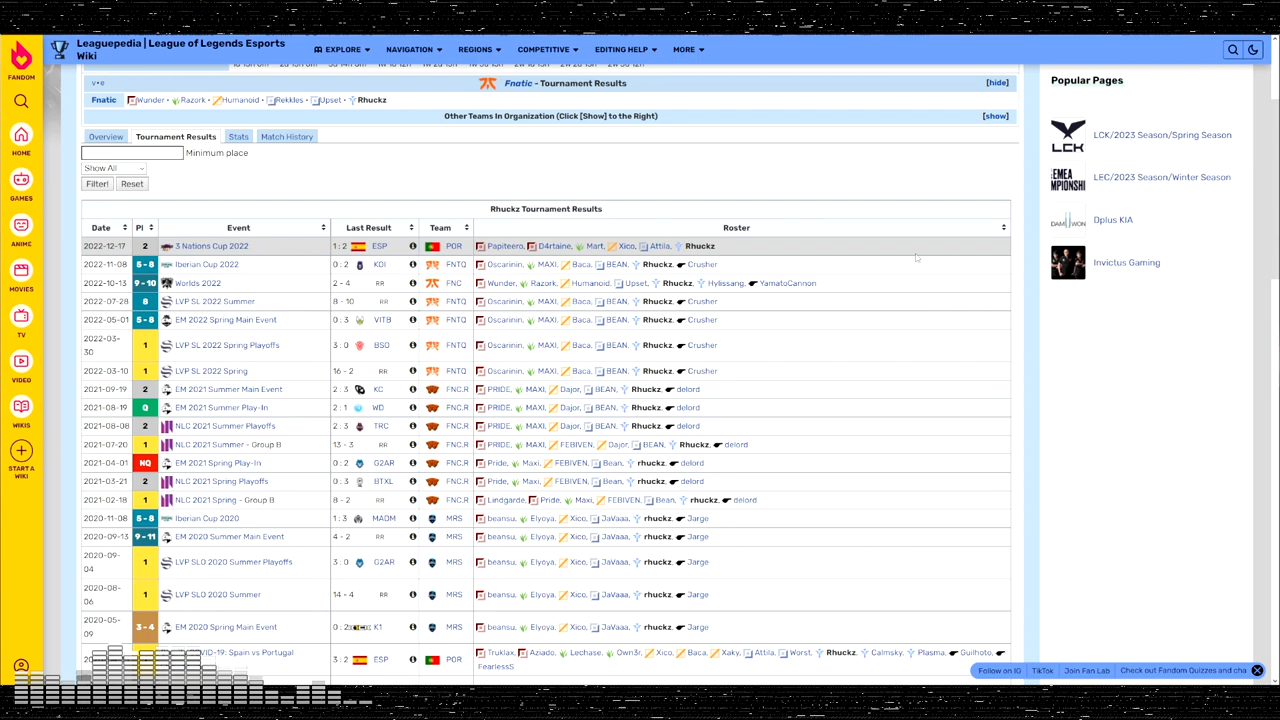 Leaguepedia | League of Legends Esports Wiki
EXPLORE NAVIGATION REGIONS COMPETITIVE EDITING HELP MORE
FANDOM
HOME
GAMES
ANIME
MOVIES
TV
VIDEO
WIKIS
START A WIKI
v•e Fnatic - Tournament Results [hide]
Fnatic Wunder • Razork • Humanoid • Rekkles • Upset • Rhuckz
Other Teams In Organization (Click [Show] to the Right) [show]
Overview Tournament Results Stats Match History
Minimum place
Show All
Filter! Reset
Rhuckz Tournament Results
Date Pl Event Last Result Team Roster
2022-12-17 2 3 Nations Cup 2022 1 : 2 ESP POR Papiteero, D4rtaine, Mart, Xico, Attila, Rhuckz
2022-11-08 5 - 8 Iberian Cup 2022 0 : 2 KOI FNTQ Oscarinin, MAXI, Baca, BEAN, Rhuckz, Crusher
2022-10-13 9 - 10 Worlds 2022 2 - 4 RR FNC Wunder, Razork, Humanoid, Upset, Rhuckz, Hylissang, YamatoCannon
2022-07-28 8 LVP SL 2022 Summer 8 - 10 RR FNTQ Oscarinin, MAXI, Baca, BEAN, Rhuckz, Crusher
2022-05-01 5-8 EM 2022 Spring Main Event 0 : 3 VITB FNTQ Oscarinin, MAXI, Baca, BEAN, Rhuckz, Crusher
2022-03-30 1 LVP SL 2022 Spring Playoffs 3 : 0 BSO FNTQ Oscarinin, MAXI, Baca, BEAN, Rhuckz, Crusher
2022-03-10 1 LVP SL 2022 Spring 16 - 2 RR FNTQ Oscarinin, MAXI, Baca, BEAN, Rhuckz, Crusher
2021-09-19 2 EM 2021 Summer Main Event 2 : 3 KC FNC.R PRIDE, MAXI, Dajor, BEAN, Rhuckz, delord
2021-08-19 Q EM 2021 Summer Play-In 2 : 1 WD FNC.R PRIDE, MAXI, Dajor, BEAN, Rhuckz, delord
2021-08-08 2 NLC 2021 Summer Playoffs 2 : 3 TRC FNC.R PRIDE, MAXI, Dajor, BEAN, Rhuckz, delord
2021-07-20 1 NLC 2021 Summer - Group B 13 - 3 RR FNC.R PRIDE, MAXI, FEBIVEN, Dajor, BEAN, Rhuckz, delord
2021-04-01 NQ EM 2021 Spring Play-In 0 : 2 G2AR FNC.R Pride, Maxi, FEBIVEN, Bean, rhuckz, delord
2021-03-21 2 NLC 2021 Spring Playoffs 0 : 3 BTXL FNC.R Pride, Maxi, FEBIVEN, Bean, rhuckz, delord
2021-02-18 1 NLC 2021 Spring - Group B 8 - 2 RR FNC.R Lindgarde, Pride, Maxi, FEBIVEN, Bean, rhuckz, delord
2020-11-08 5 - 8 Iberian Cup 2020 1 : 3 MADM MRS beansu, Elyoya, Xico, JaVaaa, rhuckz, Jarge
2020-09-13 9 - 11 EM 2020 Summer Main Event 4 - 2 RR MRS beansu, Elyoya, Xico, JaVaaa, rhuckz, Jarge
2020-09-04 1 LVP SLO 2020 Summer Playoffs 3 : 0 G2AR MRS beansu, Elyoya, Xico, JaVaaa, rhuckz, Jarge
2020-08-06 1 LVP SLO 2020 Summer 14 - 4 RR MRS beansu, Elyoya, Xico, JaVaaa, rhuckz, Jarge
2020-05-09 3 - 4 EM 2020 Spring Main Event 0 : 2 K1 MRS beansu, Elyoya, Xico, JaVaaa, rhuckz, Jarge
Spain vs Portugal 3 : 2 ESP POR Truklax, Aziado, Lechase, Own3r, Xico, Baca, Xaky, Attila, Worst, Rhuckz, Calmsky, Plasma, Guilhoto, FearlessS
Popular Pages
LCK/2023 Season/Spring Season
LEC/2023 Season/Winter Season
Dplus KIA
Invictus Gaming
Follow on IG TikTok Join Fan Lab Check out Fandom Quizzes and cha